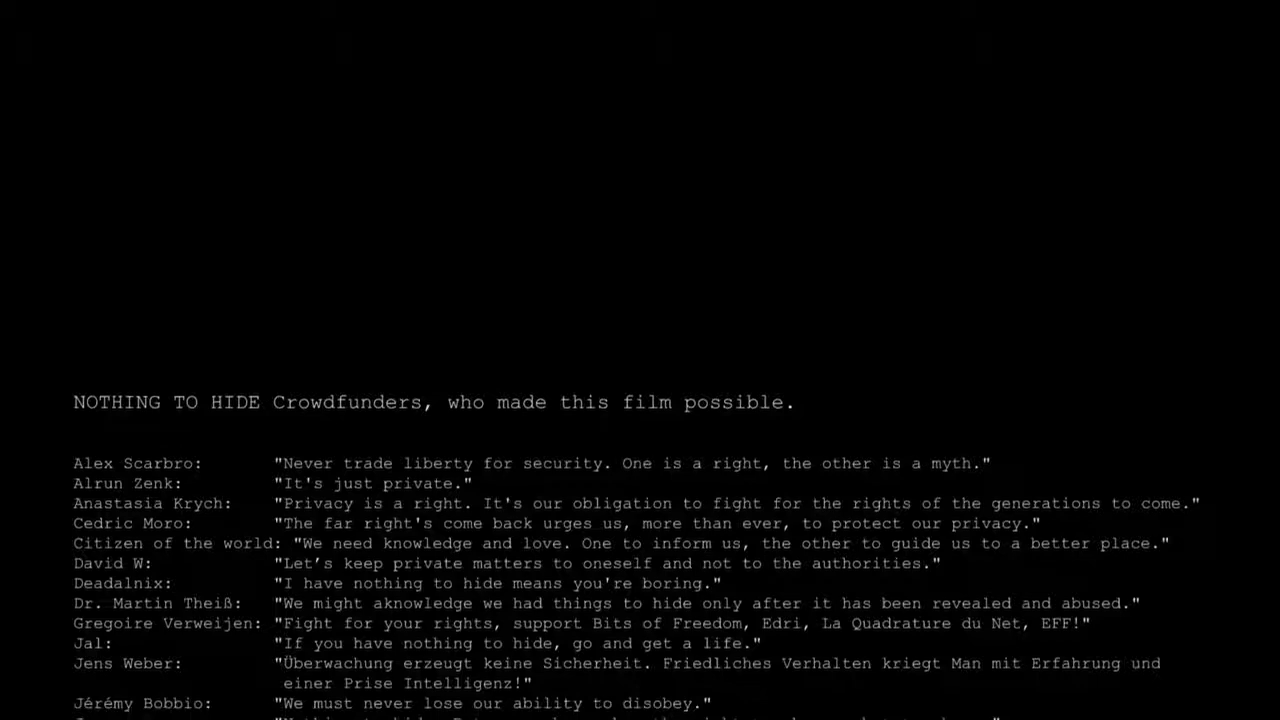 NOTHING TO HIDE Crowdfunders, who made this film possible.
Alex Scarbro: "Never trade liberty for security. One is a right, the other is a myth."
Alrun Zenk: "It's just private."
Anastasia Krych: "Privacy is a right. It's our obligation to fight for the rights of the generations to come."
Cedric Moro: "The far right's come back urges us, more than ever, to protect our privacy."
Citizen of the world: "We need knowledge and love. One to inform us, the other to guide us to a better place."
David W: "Let’s keep private matters to oneself and not to the authorities."
Deadalnix: "I have nothing to hide means you're boring."
Dr. Martin Theiß: "We might aknowledge we had things to hide only after it has been revealed and abused."
Gregoire Verweijen: "Fight for your rights, support Bits of Freedom, Edri, La Quadrature du Net, EFF!"
Jal: "If you have nothing to hide, go and get a life."
Jens Weber: "Überwachung erzeugt keine Sicherheit. Friedliches Verhalten kriegt Man mit Erfahrung und
einer Prise Intelligenz!"
Jérémy Bobbio: "We must never lose our ability to disobey."